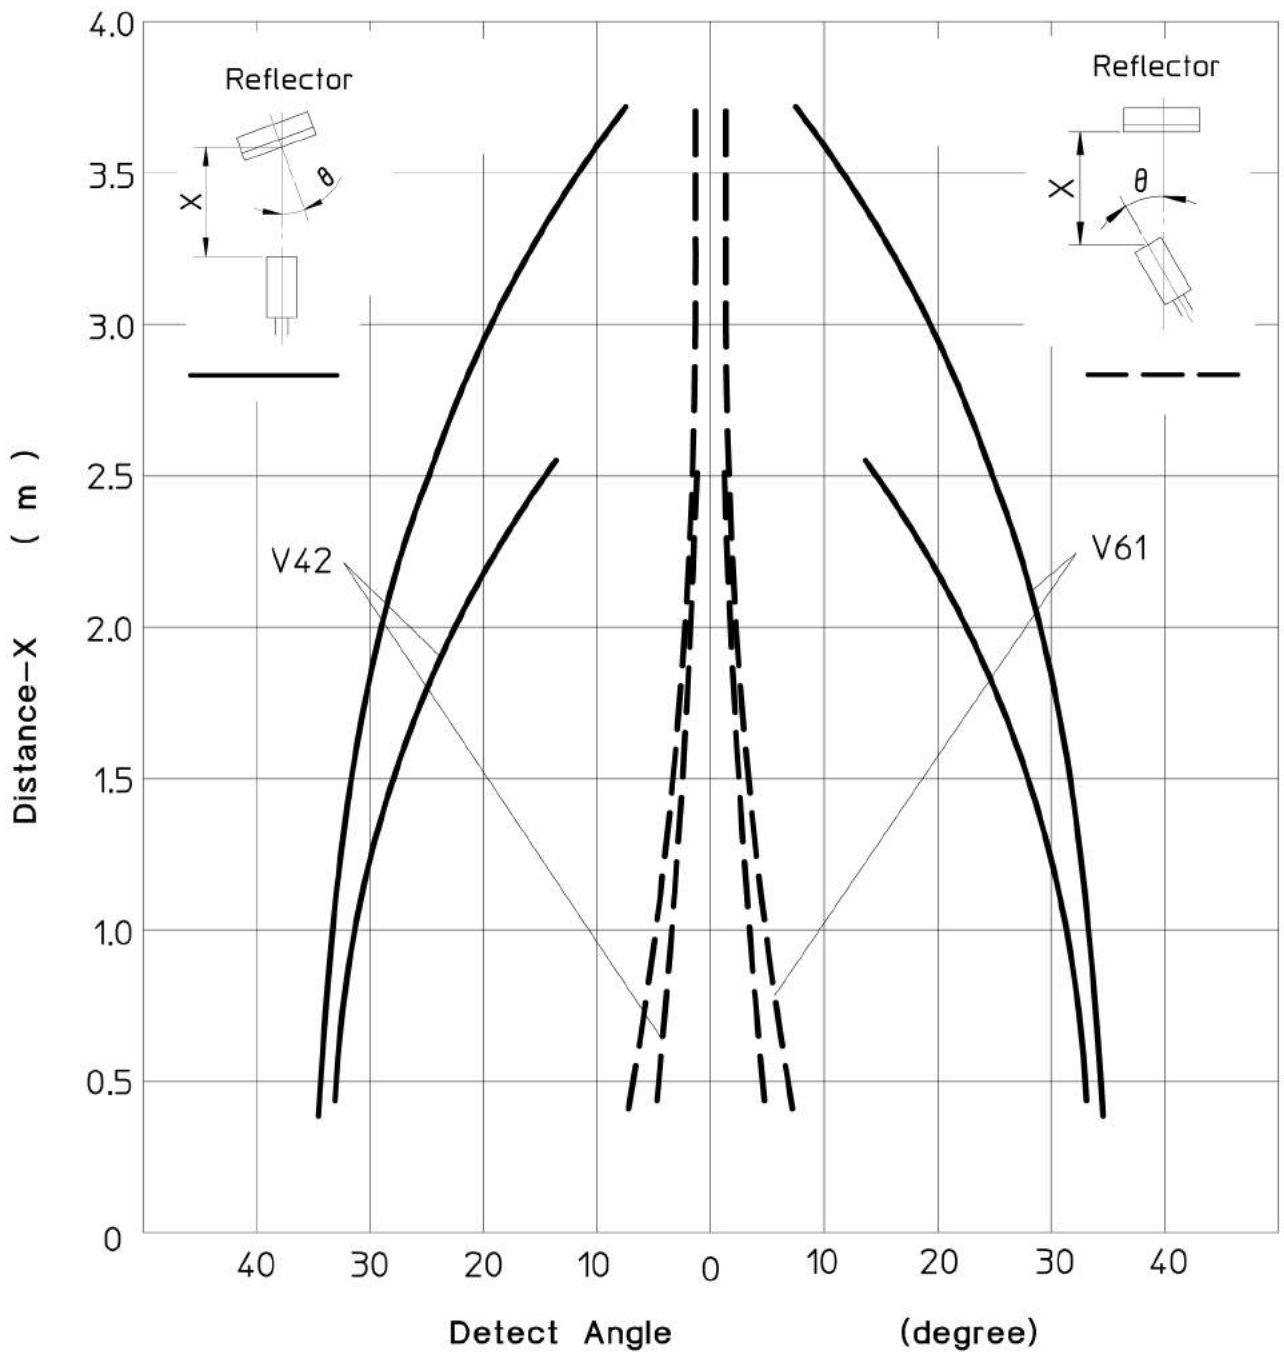 4.0
Reflector
Reflector
X
θ
X
θ
3.5
3.0
2.5
V42
V61
2.0
1.5
1.0
0.5
0
Distance-X ( m )
40 30 20 10 0 10 20 30 40
Detect Angle (degree)